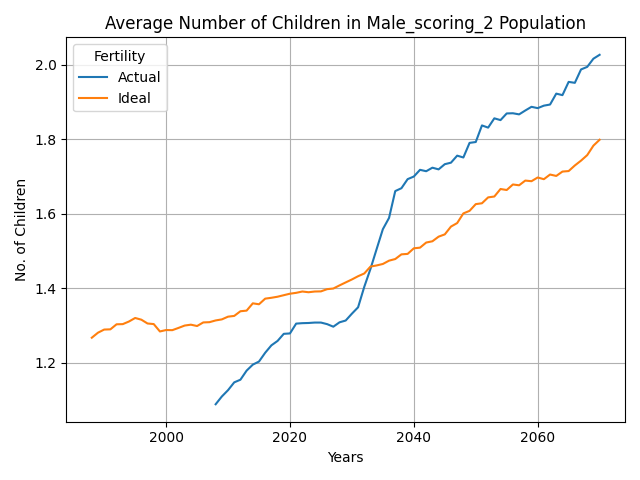 Average Number of Children in Male_scoring_2 Population
Fertility
Actual
Ideal
No. of Children
2.0
1.8
1.6
1.4
1.2
2000
2020
2040
2060
Years